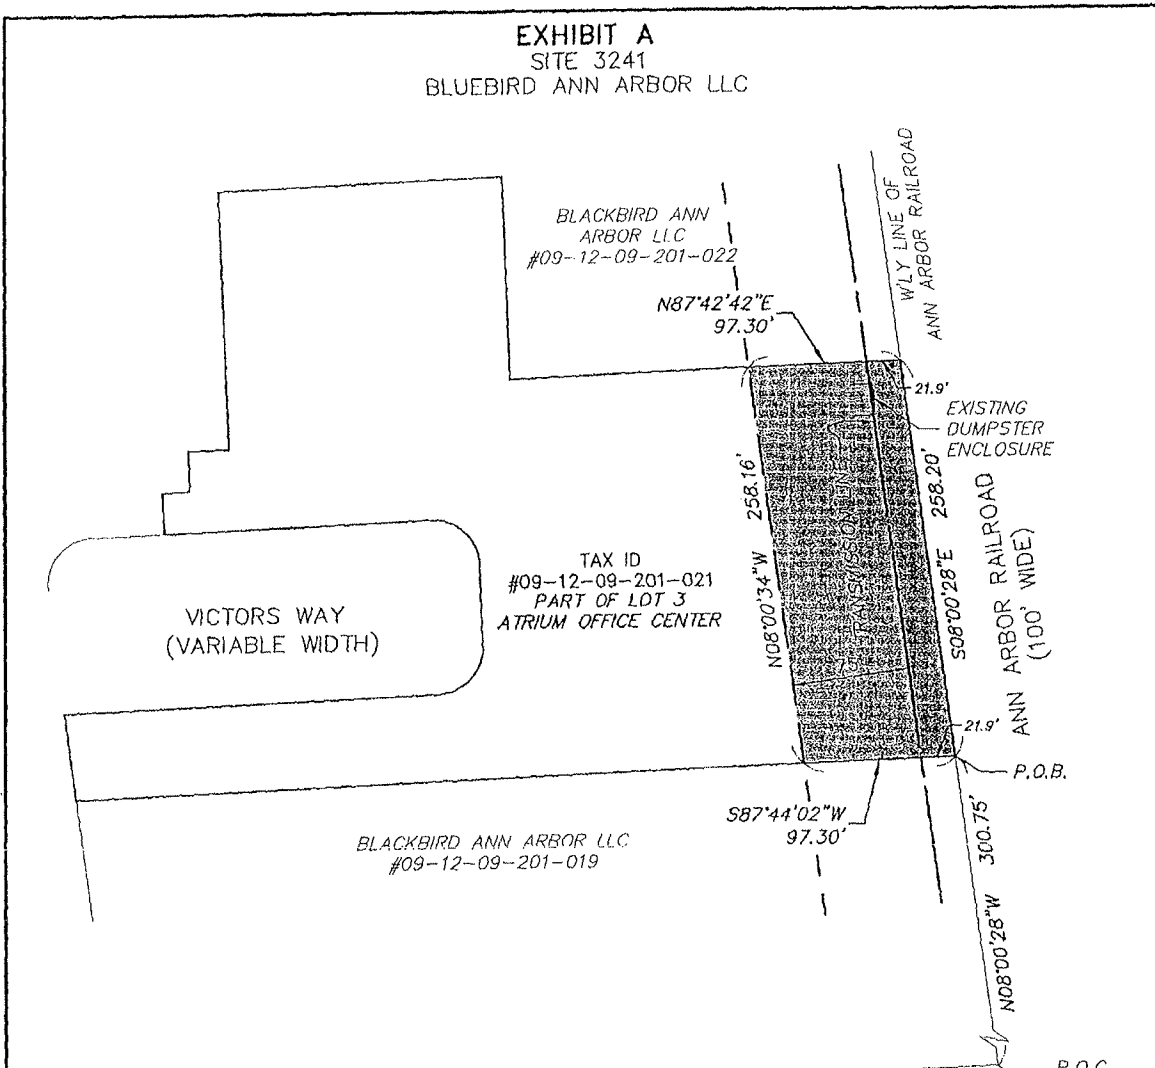 EXHIBIT A
SITE 3241
BLUEBIRD ANN ARBOR LLC
BLACKBIRD ANN
ARBOR LLC
#09-12-09-201-022
W'LY LINE OF
ANN ARBOR RAILROAD
N87°42'42"E
97.30'
21.9'
EXISTING
DUMPSTER
ENCLOSURE
N08°00'34"W 258.16'
TRANSMISSION LINE
S08°00'28"E 258.20'
ANN ARBOR RAILROAD
(100' WIDE)
TAX ID
#09-12-09-201-021
PART OF LOT 3
ATRIUM OFFICE CENTER
VICTORS WAY
(VARIABLE WIDTH)
21.9'
P.O.B.
S87°44'02"W
97.30'
BLACKBIRD ANN ARBOR LLC
#09-12-09-201-019
N08°00'28"W 300.75'
P.O.C.